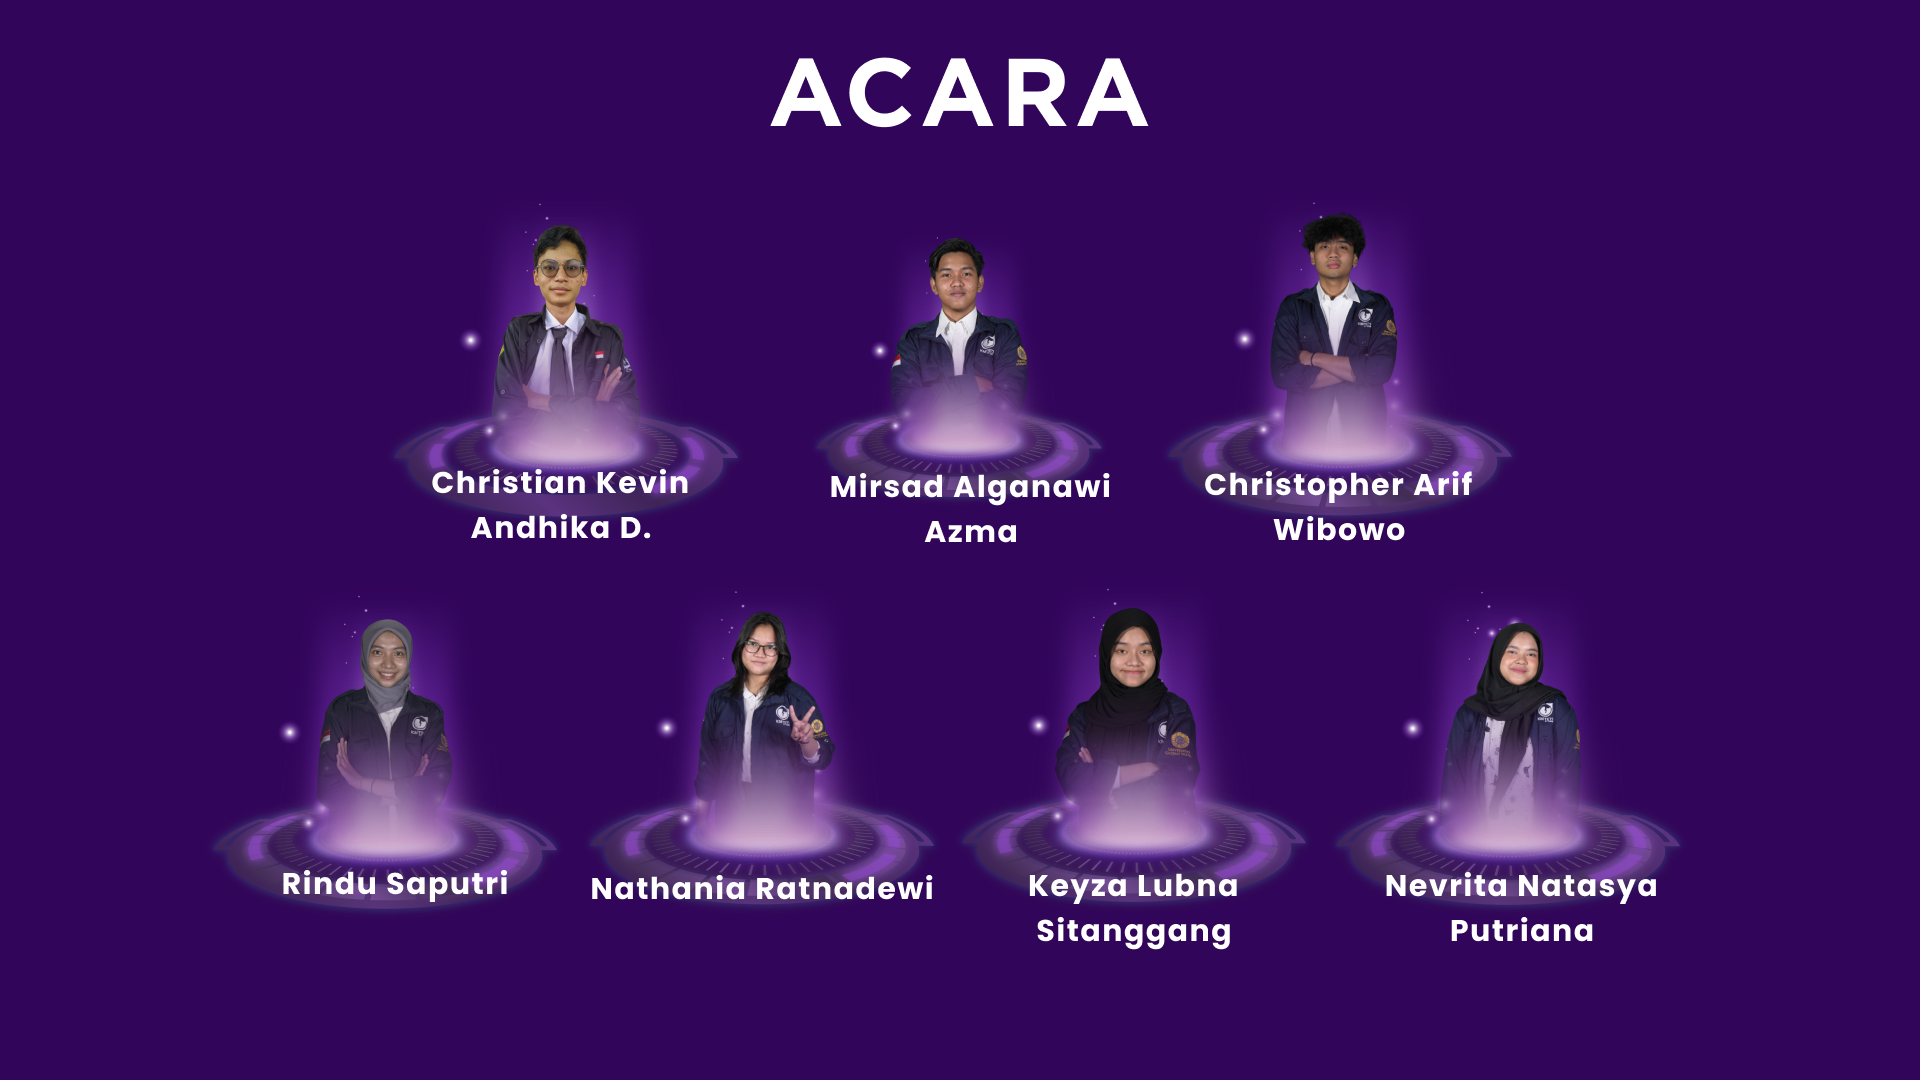 ACARA
Christian Kevin
Andhika D.
Mirsad Alganawi
Azma
Christopher Arif
Wibowo
Rindu Saputri
Nathania Ratnadewi
Keyza Lubna
Sitanggang
Nevrita Natasya
Putriana